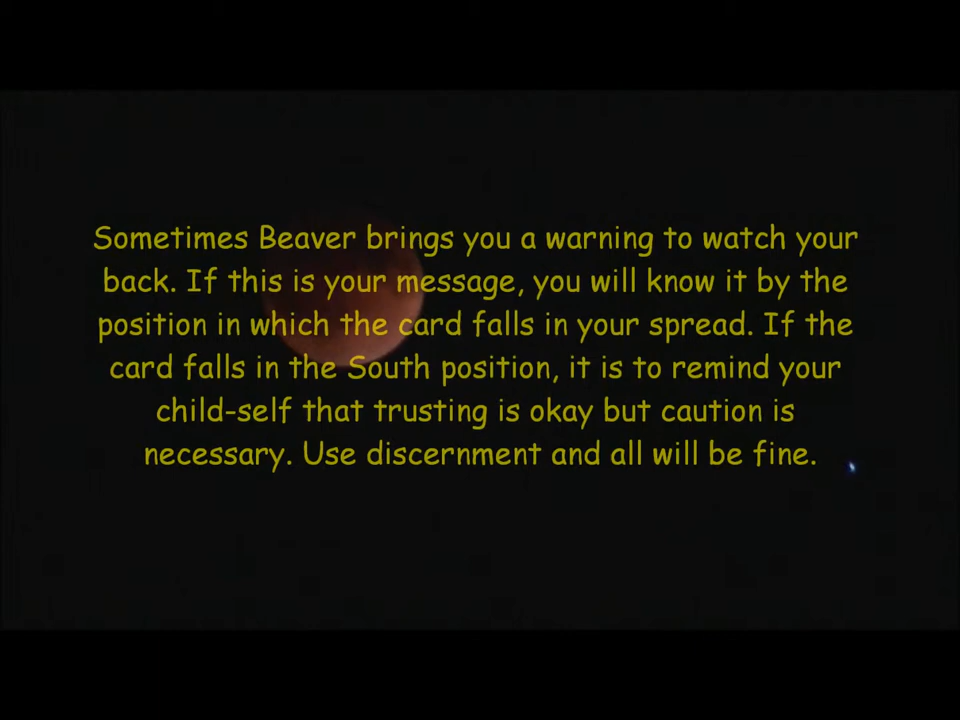 Sometimes Beaver brings you a warning to watch your
back. If this is your message, you will know it by the
position in which the card falls in your spread. If the
card falls in the South position, it is to remind your
child-self that trusting is okay but caution is
necessary. Use discernment and all will be fine.